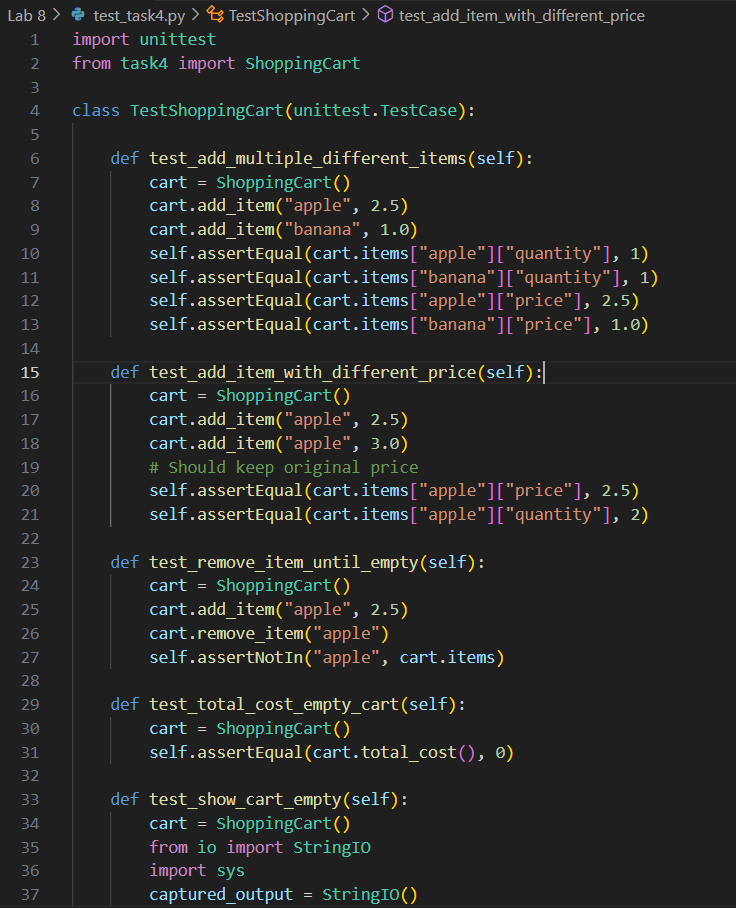 Lab 8 > test_task4.py > TestShoppingCart > test_add_item_with_different_price
1 import unittest
2 from task4 import ShoppingCart
3
4 class TestShoppingCart(unittest.TestCase):
5
6     def test_add_multiple_different_items(self):
7         cart = ShoppingCart()
8         cart.add_item("apple", 2.5)
9         cart.add_item("banana", 1.0)
10         self.assertEqual(cart.items["apple"]["quantity"], 1)
11         self.assertEqual(cart.items["banana"]["quantity"], 1)
12         self.assertEqual(cart.items["apple"]["price"], 2.5)
13         self.assertEqual(cart.items["banana"]["price"], 1.0)
14
15     def test_add_item_with_different_price(self):
16         cart = ShoppingCart()
17         cart.add_item("apple", 2.5)
18         cart.add_item("apple", 3.0)
19         # Should keep original price
20         self.assertEqual(cart.items["apple"]["price"], 2.5)
21         self.assertEqual(cart.items["apple"]["quantity"], 2)
22
23     def test_remove_item_until_empty(self):
24         cart = ShoppingCart()
25         cart.add_item("apple", 2.5)
26         cart.remove_item("apple")
27         self.assertNotIn("apple", cart.items)
28
29     def test_total_cost_empty_cart(self):
30         cart = ShoppingCart()
31         self.assertEqual(cart.total_cost(), 0)
32
33     def test_show_cart_empty(self):
34         cart = ShoppingCart()
35         from io import StringIO
36         import sys
37         captured_output = StringIO()